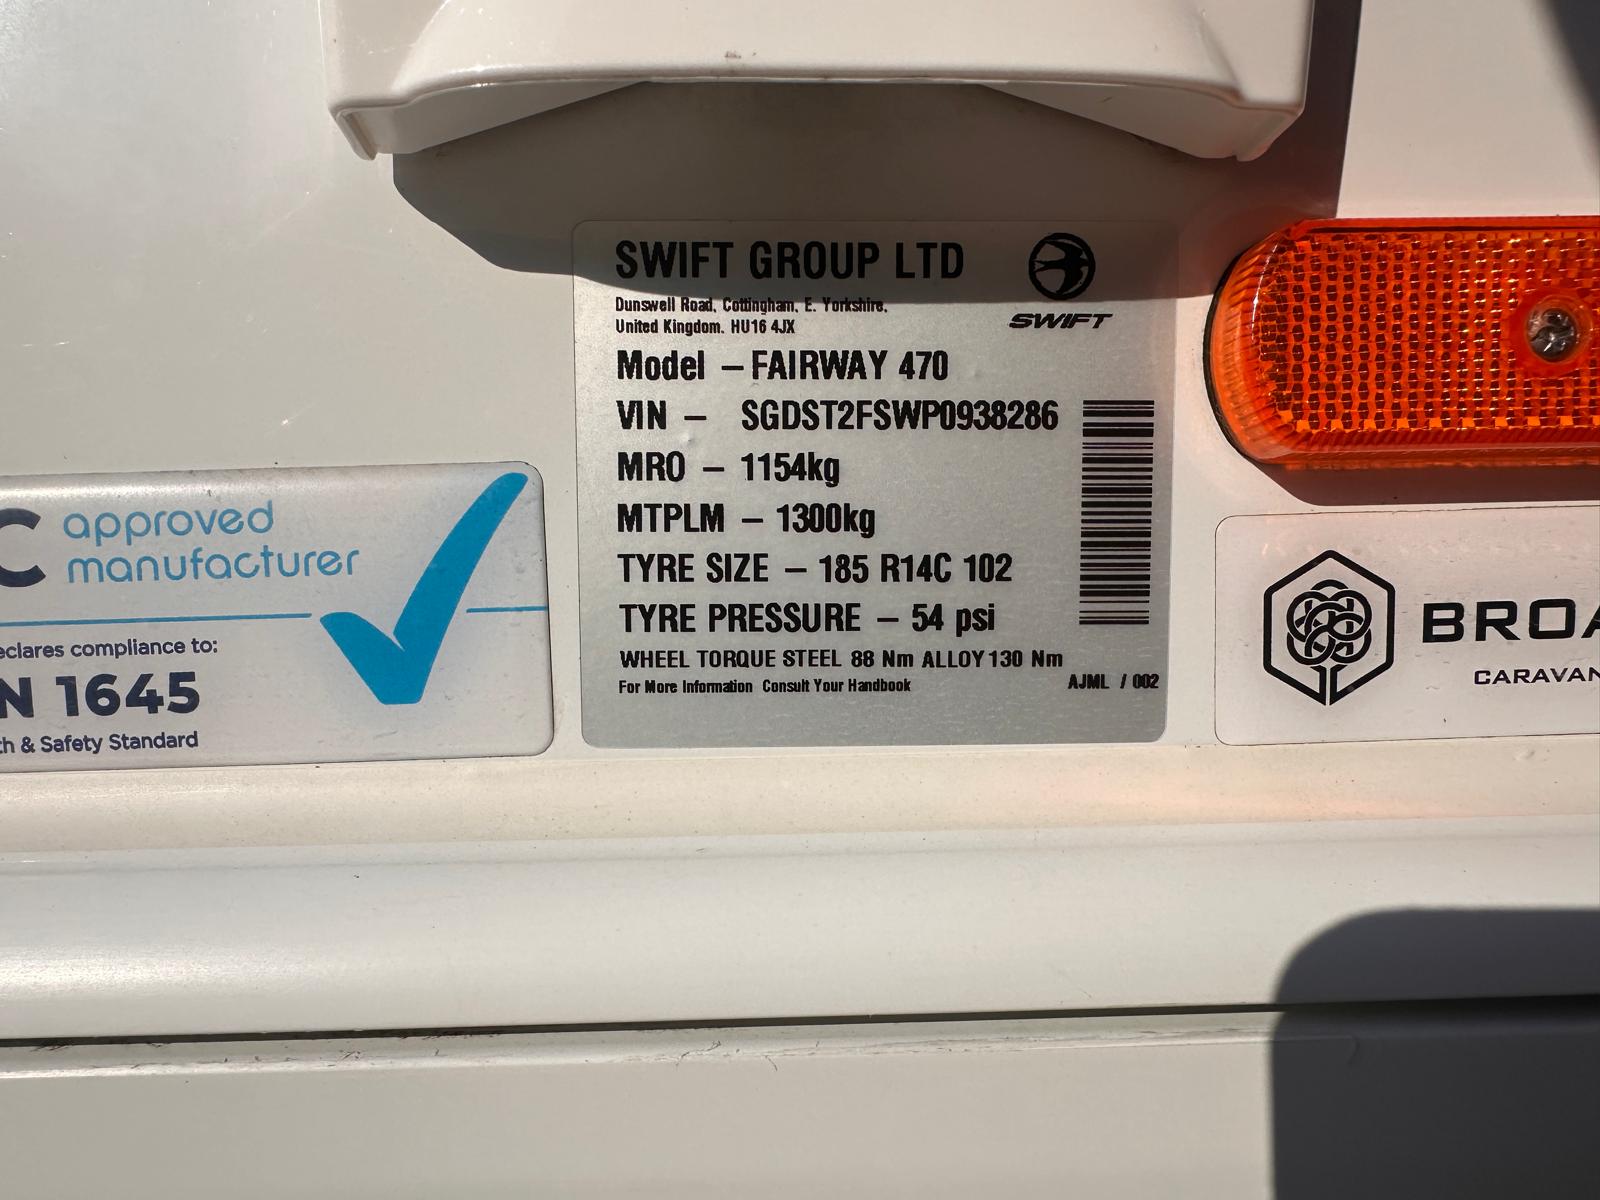 SWIFT GROUP LTD
Dunswell Road, Cottingham, E. Yorkshire,
United Kingdom. HU16 4JX
SWIFT
Model – FAIRWAY 470
VIN – SGDST2FSWP0938286
MRO – 1154kg
MTPLM – 1300kg
TYRE SIZE – 185 R14C 102
TYRE PRESSURE – 54 psi
WHEEL TORQUE STEEL 88 Nm ALLOY 130 Nm
For More Information Consult Your Handbook
AJML / 002
C approved
manufacturer
eclares compliance to:
N 1645
th & Safety Standard
BROA
CARAVAN